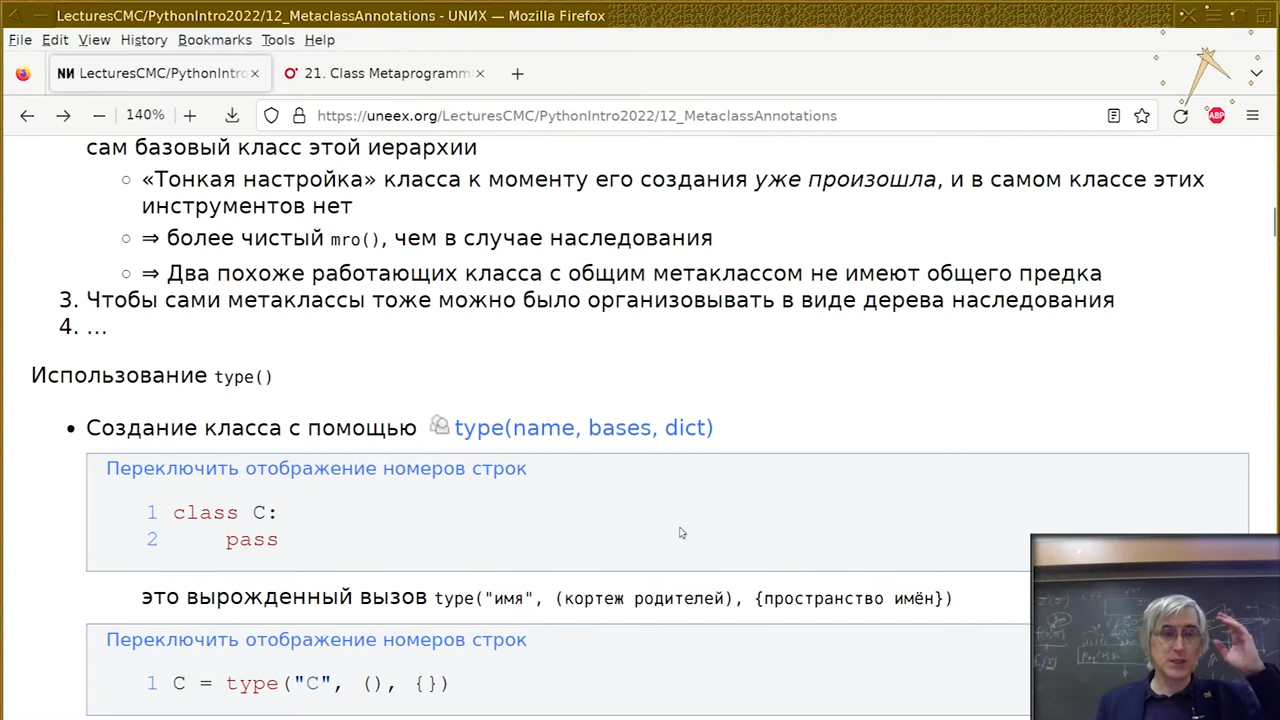 LecturesCMC/PythonIntro2022/12_MetaclassAnnotations - UNИX — Mozilla Firefox
File Edit View History Bookmarks Tools Help
NИ LecturesCMC/PythonIntro 21. Class Metaprogramm
140% https://uneex.org/LecturesCMC/PythonIntro2022/12_MetaclassAnnotations ABP
сам базовый класс этой иерархии
«Тонкая настройка» класса к моменту его создания уже произошла, и в самом классе этих
инструментов нет
⇒ более чистый mro(), чем в случае наследования
⇒ Два похоже работающих класса с общим метаклассом не имеют общего предка
3. Чтобы сами метаклассы тоже можно было организовывать в виде дерева наследования
4. …
Использование type()
• Создание класса с помощью type(name, bases, dict)
Переключить отображение номеров строк
1 class C:
2 pass
это вырожденный вызов type("имя", (кортеж родителей), {пространство имён})
Переключить отображение номеров строк
1 C = type("C", (), {})